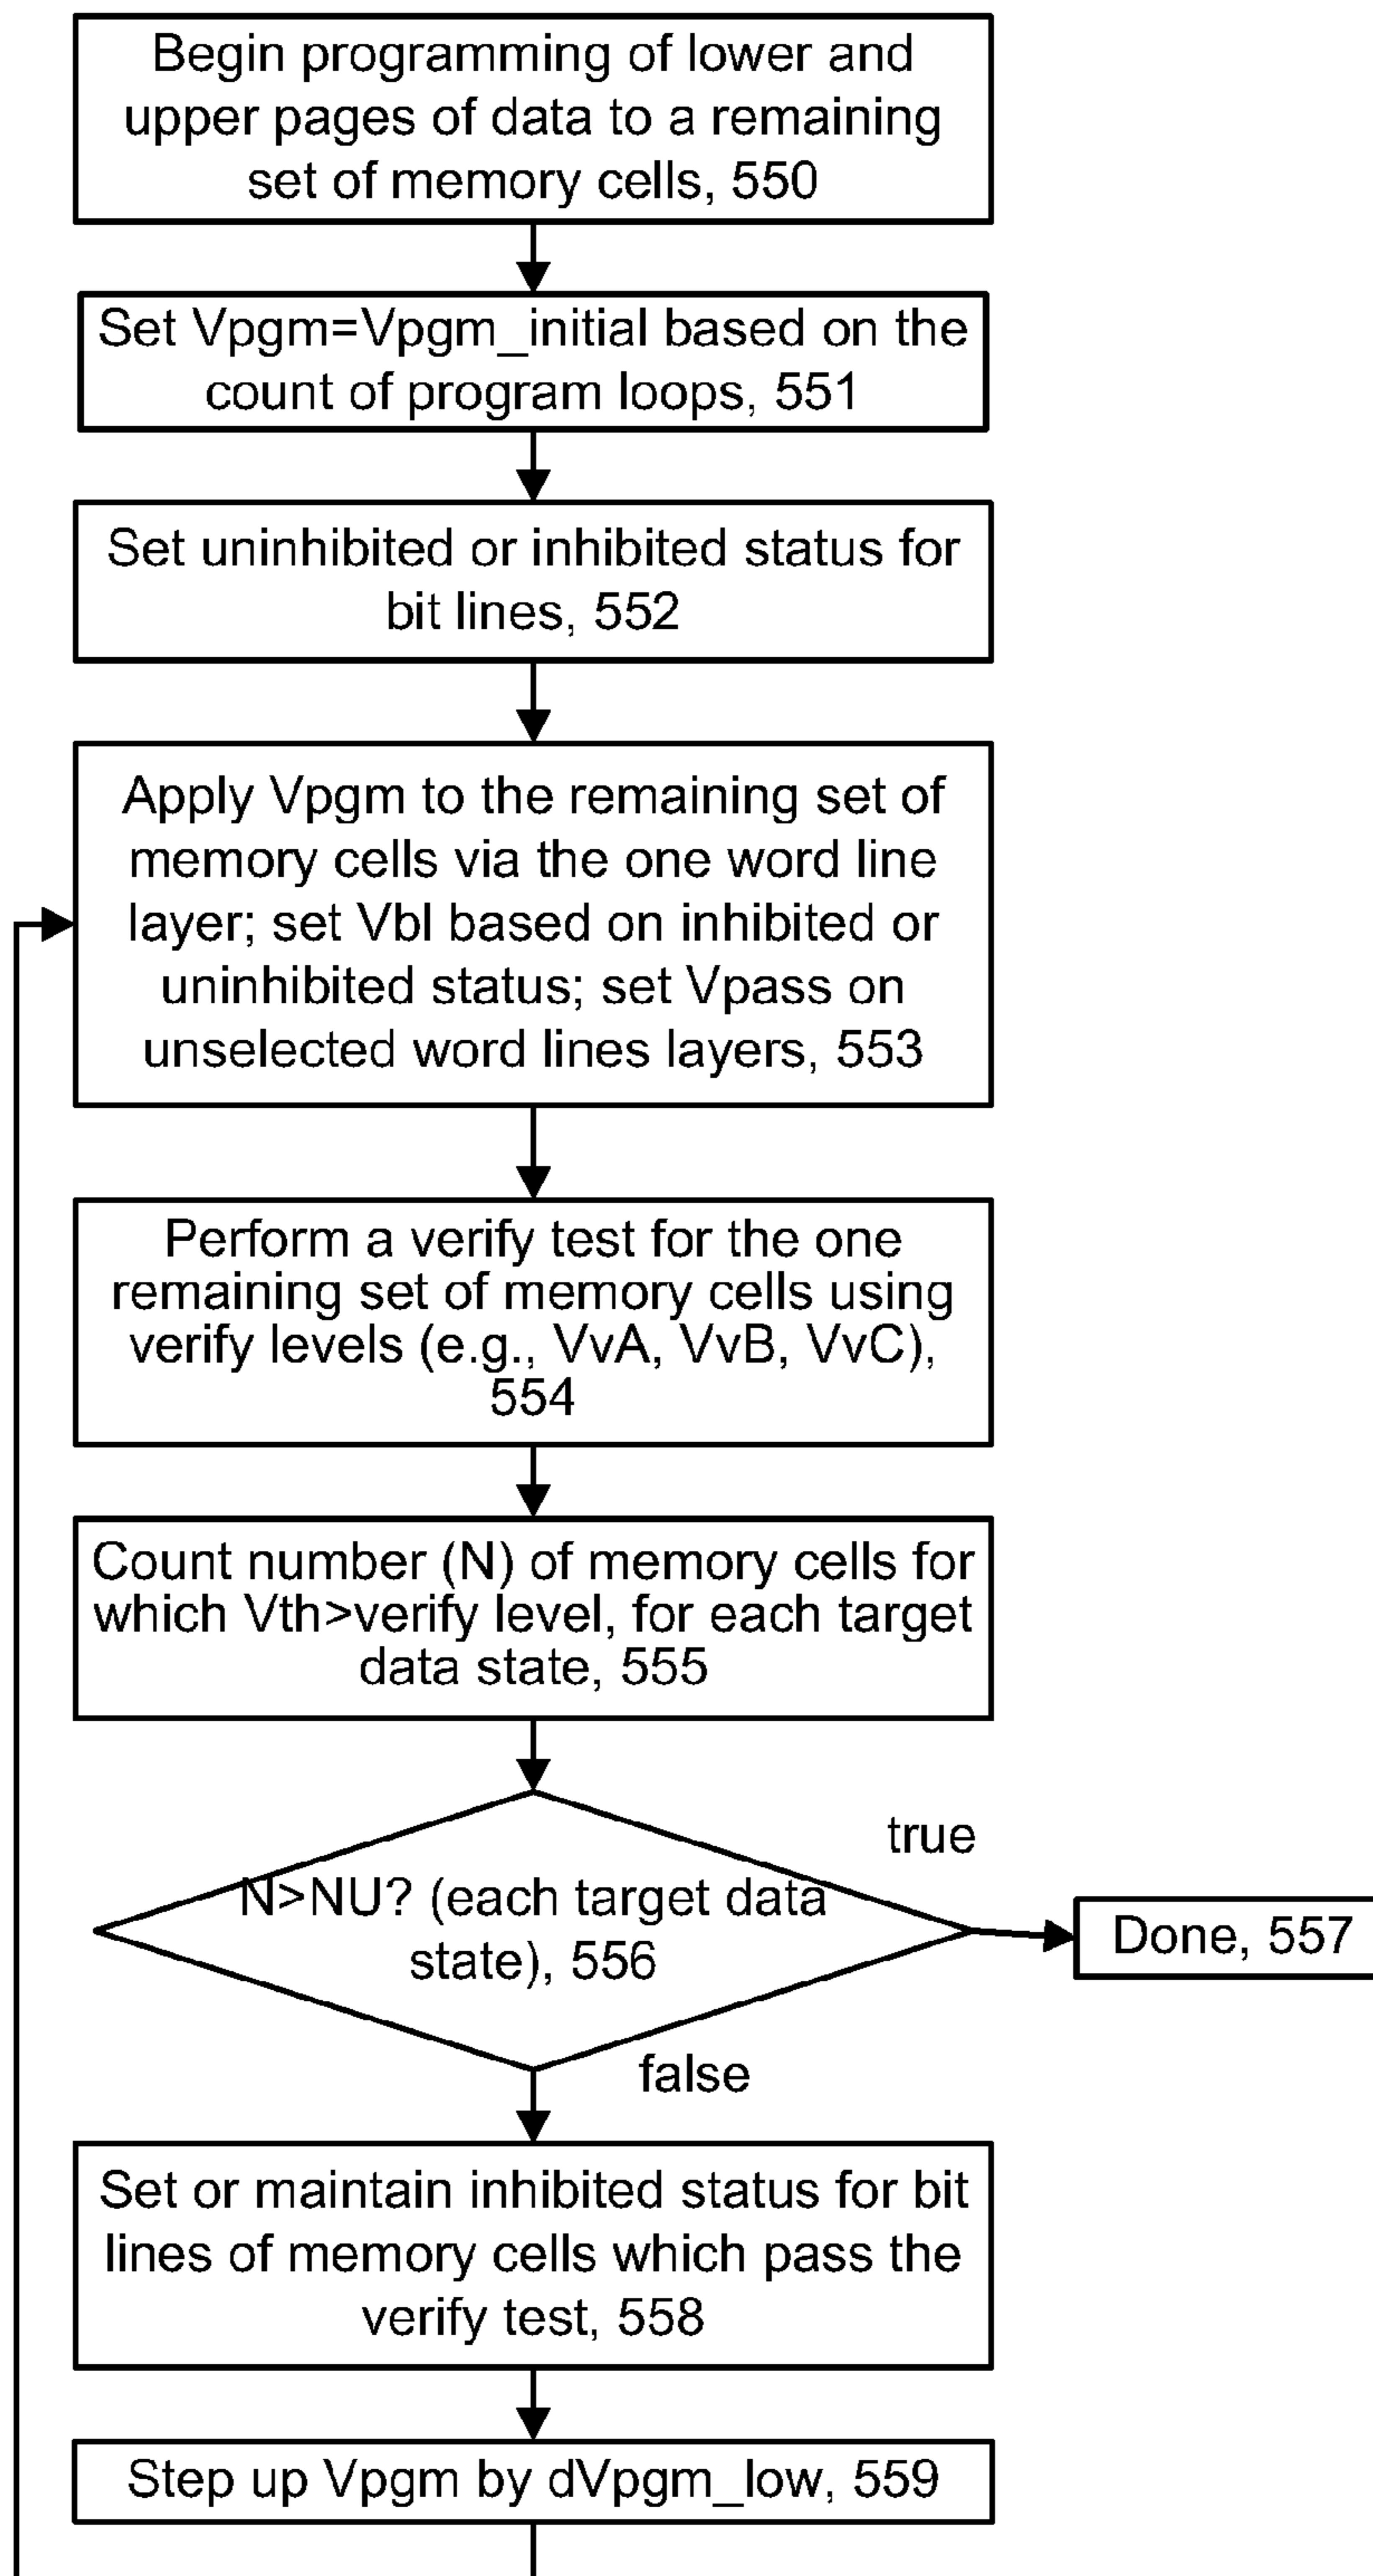 Begin programming of lower and
upper pages of data to a remaining
set of memory cells, 550
Set Vpgm=Vpgm_initial based on the
count of program loops, 551
Set uninhibited or inhibited status for
bit lines, 552
Apply Vpgm to the remaining set of
memory cells via the one word line
layer; set Vbl based on inhibited or
uninhibited status; set Vpass on
unselected word lines layers, 553
Perform a verify test for the one
remaining set of memory cells using
verify levels (e.g., VvA, VvB, VvC),
554
Count number (N) of memory cells for
which Vth>verify level, for each target
data state, 555
true
N>NU? (each target data
state), 556
Done, 557
false
Set or maintain inhibited status for bit
lines of memory cells which pass the
verify test, 558
Step up Vpgm by dVpgm_low, 559